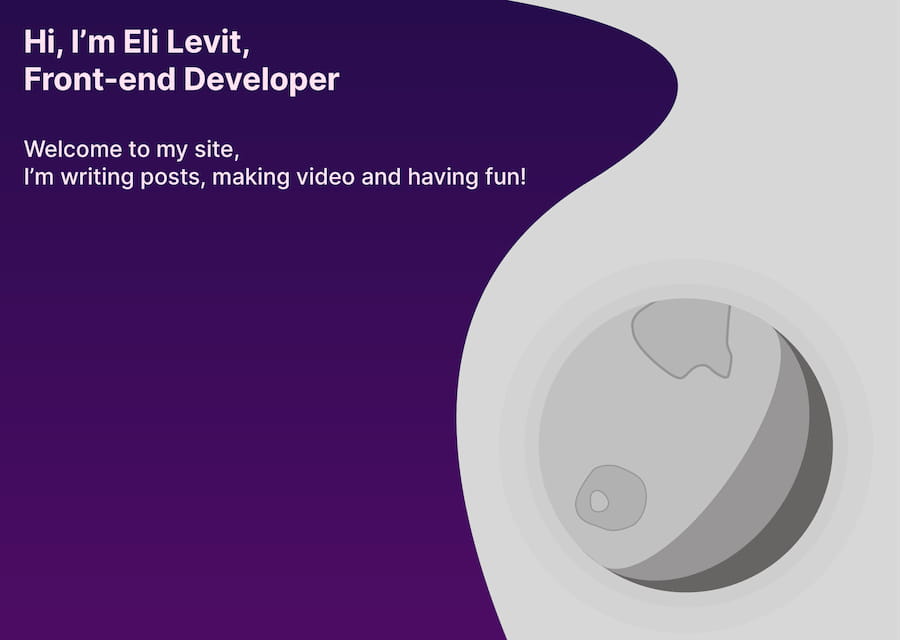 Hi, I’m Eli Levit,
Front-end Developer
Welcome to my site,
I’m writing posts, making video and having fun!